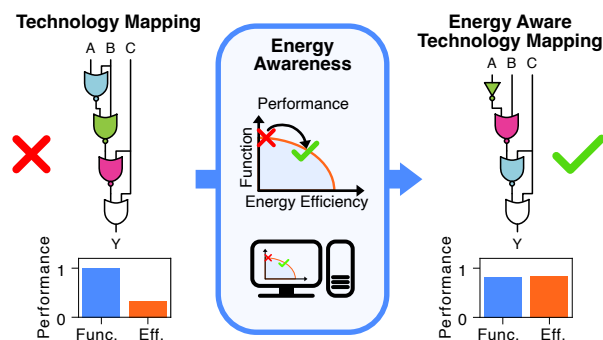 Technology Mapping
A B C
Y
Performance
1
0
Func. Eff.
Energy
Awareness
Performance
Function
Energy Efficiency
Energy Aware
Technology Mapping
A B C
Y
Performance
1
0
Func. Eff.